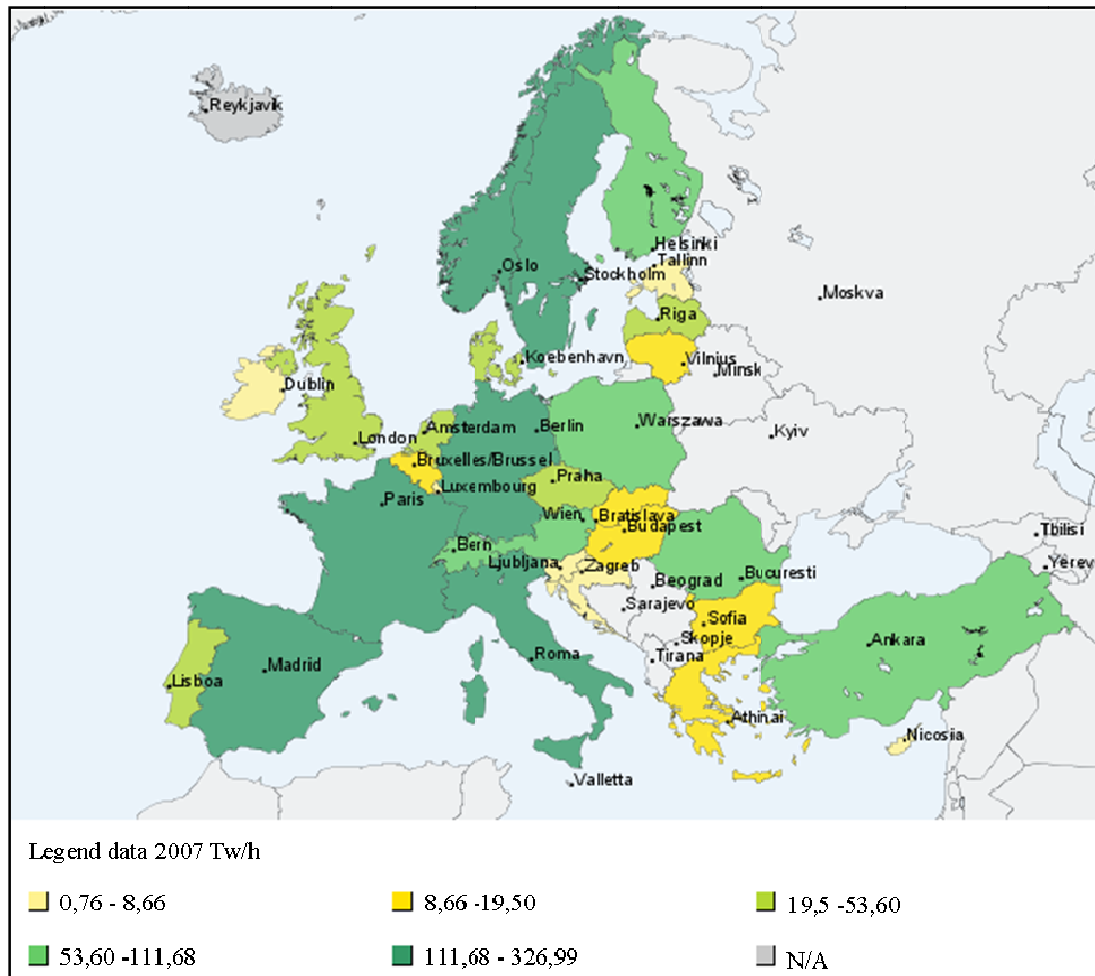 Reykjavik
Helsinki
Tallinn
Oslo
Stockholm
Moskva
Riga
Koebenhavn
Vilnius
Minsk
Dublin
London
Amsterdam
Berlin
Warszawa
Kyiv
Bruxelles/Brussel
Praha
Luxembourg
Paris
Wien
Bratislava
Budapest
Tbilisi
Bern
Ljubljana
Zagreb
Yerev
Beograd
Bucuresti
Sarajevo
Sofia
Skopje
Ankara
Roma
Tirana
Madrid
Lisboa
Athinai
Nicosia
Valletta
Legend data 2007 Tw/h
0,76 - 8,66
8,66 -19,50
19,5 -53,60
53,60 -111,68
111,68 - 326,99
N/A